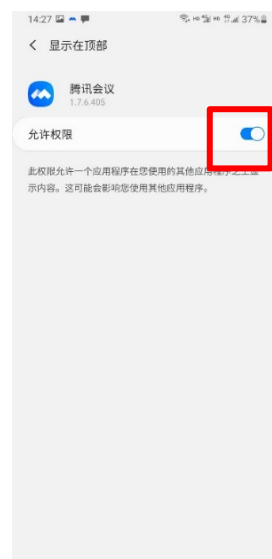 14:27 37%
显示在顶部
腾讯会议
1.7.6.405
允许权限
此权限允许一个应用程序在您使用的其他应用程序之上显
示内容。这可能会影响您使用其他应用程序。